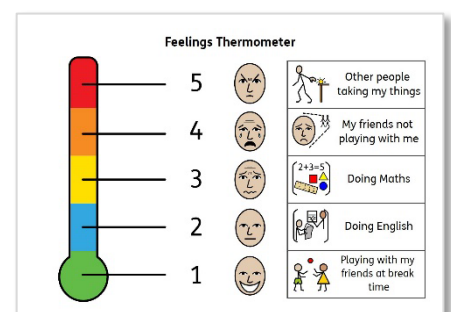 Feelings Thermometer
5
Other people
taking my things
4
My friends not
playing with me
3
2+3=5
Doing Maths
2
Doing English
1
Playing with my
friends at break
time